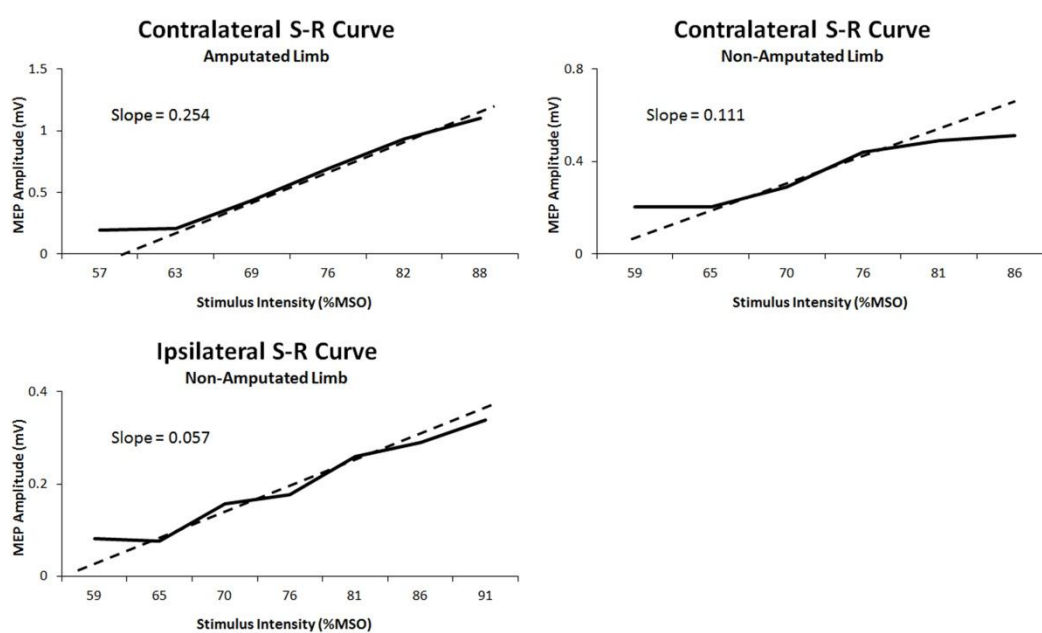 Contralateral S-R Curve
Amputated Limb
1.5
1
0.5
0
MEP Amplitude (mV)
Slope = 0.254
57 63 69 76 82 88
Stimulus Intensity (%MSO)
Contralateral S-R Curve
Non-Amputated Limb
0.8
0.4
0
MEP Amplitude (mV)
Slope = 0.111
59 65 70 76 81 86
Stimulus Intensity (%MSO)
Ipsilateral S-R Curve
Non-Amputated Limb
0.4
0.2
0
MEP Amplitude (mV)
Slope = 0.057
59 65 70 76 81 86 91
Stimulus Intensity (%MSO)